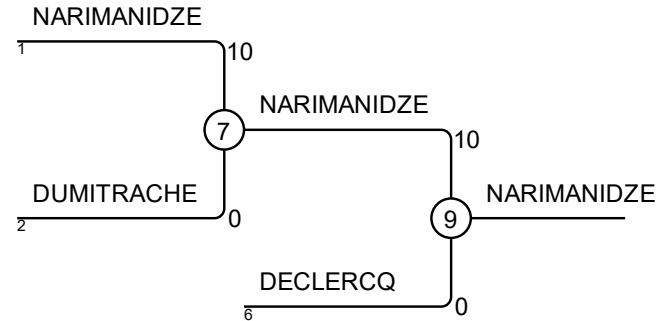 NARIMANIDZE
1
10
7
NARIMANIDZE
10
DUMITRACHE
2
0
9
NARIMANIDZE
DECLERCQ
6
0